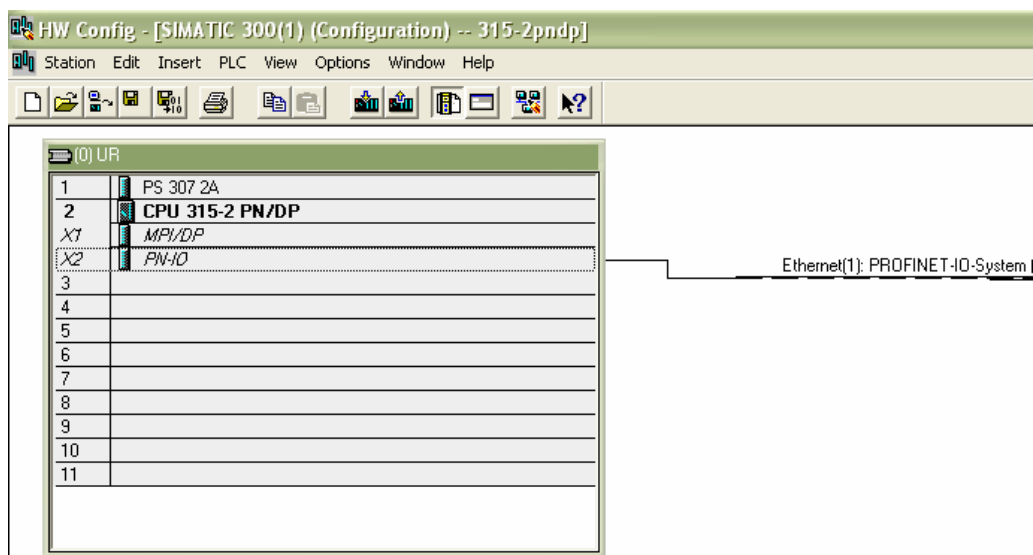 HW Config - [SIMATIC 300(1) (Configuration) -- 315-2pndp]
Station Edit Insert PLC View Options Window Help
(0) UR
1 PS 307 2A
2 CPU 315-2 PN/DP
X1 MPI/DP
X2 PN-IO
Ethernet(1): PROFINET-IO-System
3
4
5
6
7
8
9
10
11